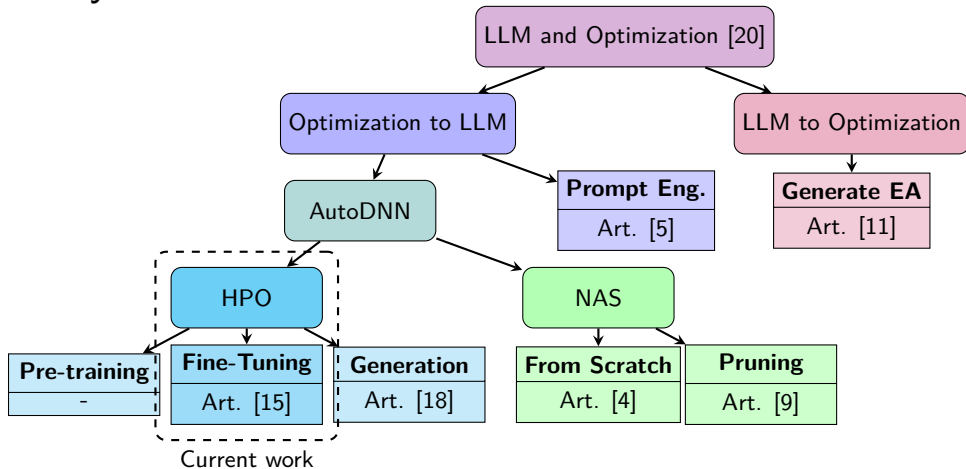 LLM and Optimization [20]
Optimization to LLM
LLM to Optimization
AutoDNN
Prompt Eng.
Art. [5]
Generate EA
Art. [11]
HPO
NAS
Pre-training
-
Fine-Tuning
Art. [15]
Generation
Art. [18]
From Scratch
Art. [4]
Pruning
Art. [9]
Current work